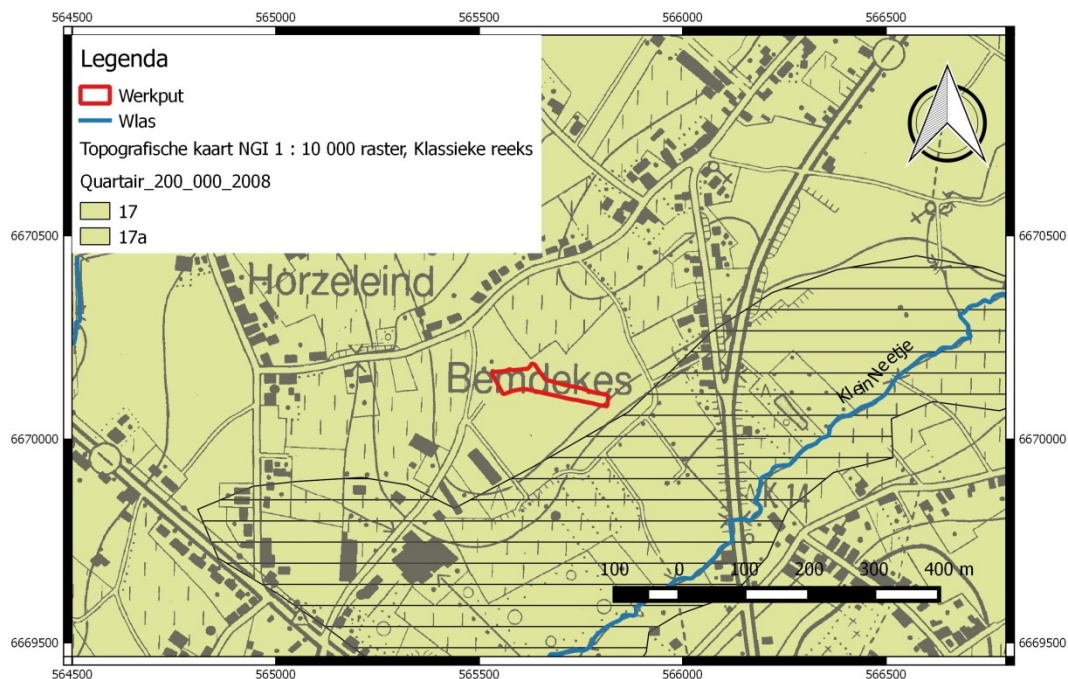 564500 565000 565500 566000 566500
Legenda
Werkput
Wlas
Topografische kaart NGI 1 : 10 000 raster, Klassieke reeks
Quartair_200_000_2008
17
17a
6670500 6670500
Horzeleind
Bemdekes
Klein Neetje
6670000 6670000
K 14
100 0 100 200 300 400 m
6669500 6669500
564500 565000 565500 566000 566500